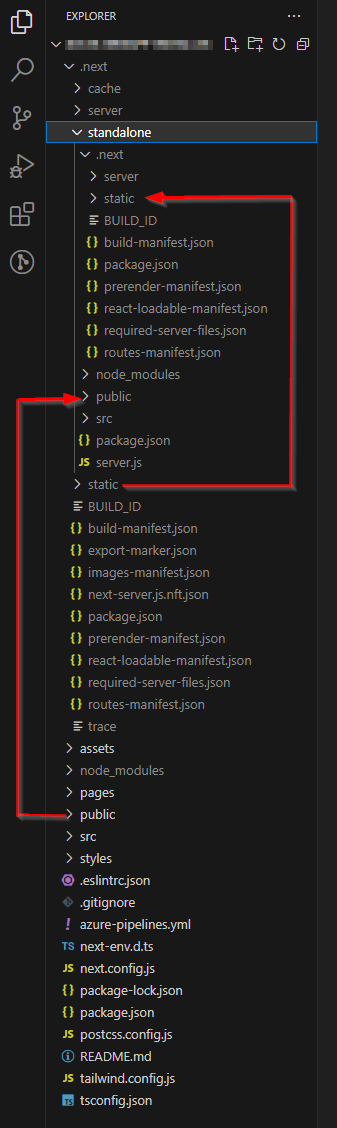 EXPLORER
.next
cache
server
standalone
.next
server
static
BUILD_ID
{} build-manifest.json
{} package.json
{} prerender-manifest.json
{} react-loadable-manifest.json
{} required-server-files.json
{} routes-manifest.json
node_modules
public
src
{} package.json
JS server.js
static
BUILD_ID
{} build-manifest.json
{} export-marker.json
{} images-manifest.json
{} next-server.js.nft.json
{} package.json
{} prerender-manifest.json
{} react-loadable-manifest.json
{} required-server-files.json
{} routes-manifest.json
trace
assets
node_modules
pages
public
src
styles
.eslintrc.json
.gitignore
! azure-pipelines.yml
TS next-env.d.ts
JS next.config.js
{} package-lock.json
{} package.json
JS postcss.config.js
README.md
JS tailwind.config.js
tsconfig.json